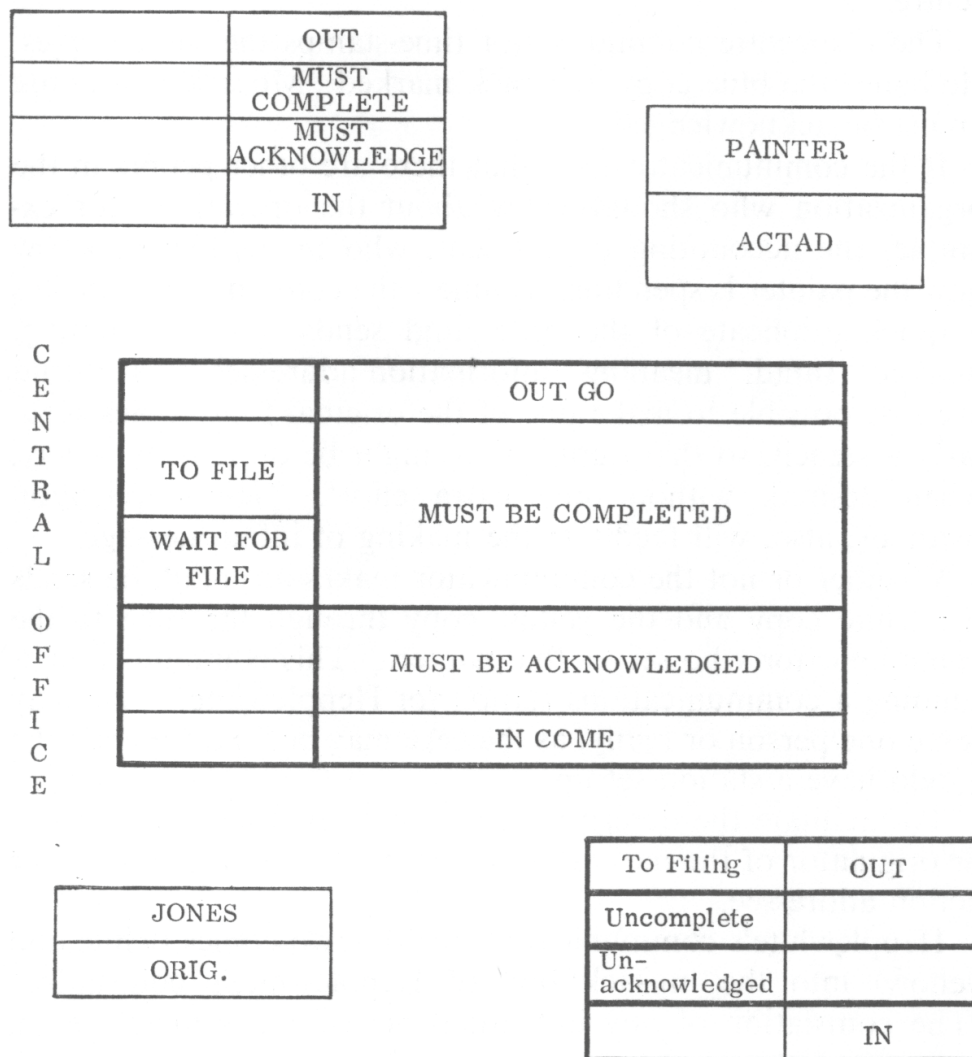 OUT
MUST
COMPLETE
MUST
ACKNOWLEDGE
IN
PAINTER
ACTAD
CENTRAL OFFICE
OUT GO
TO FILE
WAIT FOR
FILE
MUST BE COMPLETED
MUST BE ACKNOWLEDGED
IN COME
JONES
ORIG.
To Filing
OUT
Uncomplete
Un-
acknowledged
IN